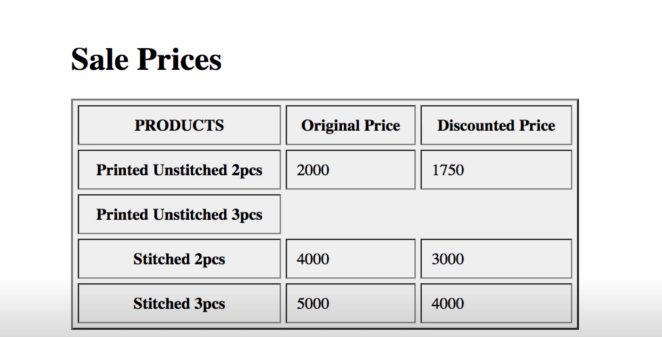 Sale Prices
PRODUCTS Original Price Discounted Price
Printed Unstitched 2pcs 2000 1750
Printed Unstitched 3pcs
Stitched 2pcs 4000 3000
Stitched 3pcs 5000 4000